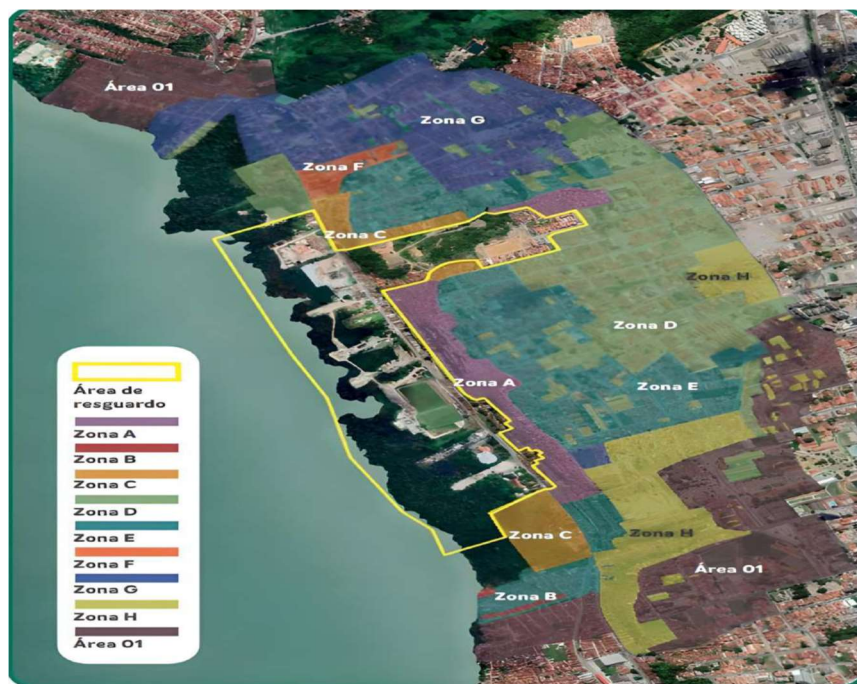 Área 01
Zona G
Zona F
Zona C
Zona H
Zona D
Zona A
Zona E
Zona C
Zona H
Área 01
Zona B
Área de
resguardo
Zona A
Zona B
Zona C
Zona D
Zona E
Zona F
Zona G
Zona H
Área 01